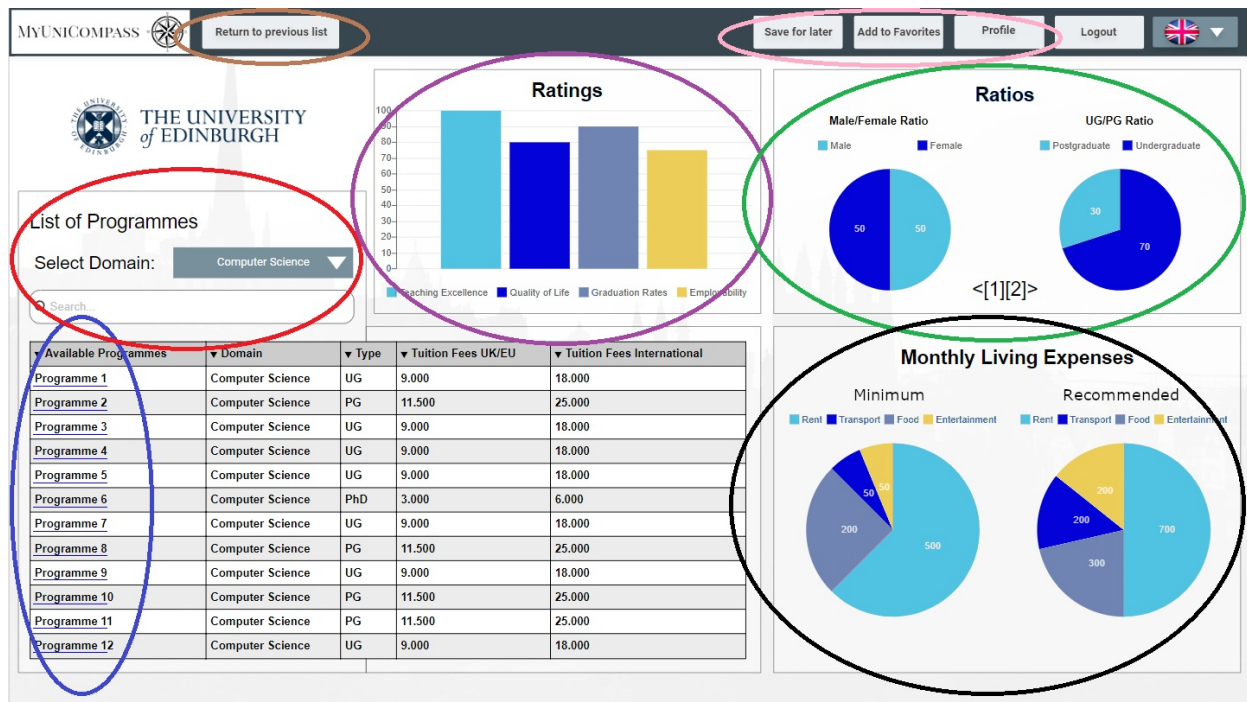 MYUNICOMPASS
Return to previous list
Save for later
Add to Favorites
Profile
Logout
THE UNIVERSITY
of EDINBURGH
List of Programmes
Select Domain:
Computer Science
Search...
Ratings
100
90
80
70
60
50
40
30
20
10
0
Teaching Excellence Quality of Life Graduation Rates Employability
Ratios
Male/Female Ratio
Male Female
50 50
UG/PG Ratio
Postgraduate Undergraduate
30
70
<[1][2]>
▼ Available Programmes ▼ Domain ▼ Type ▼ Tuition Fees UK/EU ▼ Tuition Fees International
Programme 1 Computer Science UG 9.000 18.000
Programme 2 Computer Science PG 11.500 25.000
Programme 3 Computer Science UG 9.000 18.000
Programme 4 Computer Science UG 9.000 18.000
Programme 5 Computer Science UG 9.000 18.000
Programme 6 Computer Science PhD 3.000 6.000
Programme 7 Computer Science UG 9.000 18.000
Programme 8 Computer Science PG 11.500 25.000
Programme 9 Computer Science UG 9.000 18.000
Programme 10 Computer Science PG 11.500 25.000
Programme 11 Computer Science PG 11.500 25.000
Programme 12 Computer Science UG 9.000 18.000
Monthly Living Expenses
Minimum
Rent Transport Food Entertainment
50 50
200
500
Recommended
Rent Transport Food Entertainment
200
200
700
300